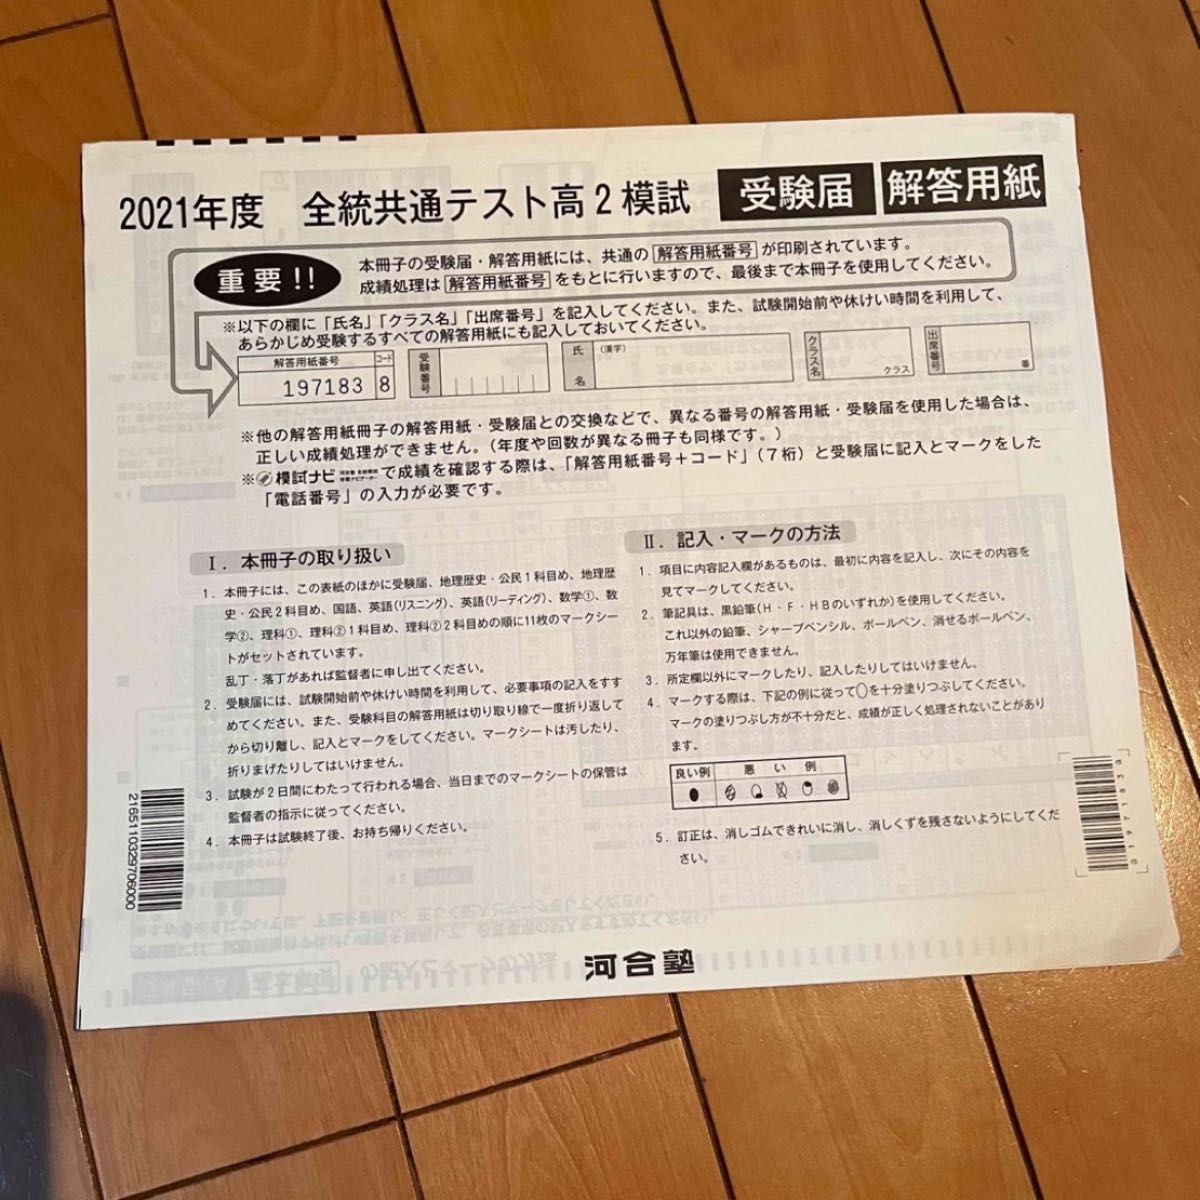 2021年度 全統共通テスト高2模試 受験届 解答用紙
重要!!
本冊子の受験届・解答用紙には、共通の 解答用紙番号 が印刷されています。
成績処理は 解答用紙番号 をもとに行いますので、最後まで本冊子を使用してください。
※以下の欄に「氏名」「クラス名」「出席番号」を記入してください。また、試験開始前や休けい時間を利用して、
あらかじめ受験するすべての解答用紙にも記入しておいてください。
解答用紙番号 コード
197183 8
受験番号
氏名 (漢字)
クラス名 クラス
出席番号 番
※他の解答用紙冊子の解答用紙・受験届との交換などで、異なる番号の解答用紙・受験届を使用した場合は、
正しい成績処理ができません。(年度や回数が異なる冊子も同様です。)
※模試ナビで成績を確認する際は、「解答用紙番号+コード」(7桁)と受験届に記入とマークをした
「電話番号」の入力が必要です。
Ⅰ. 本冊子の取り扱い
1. 本冊子には、この表紙のほかに受験届、地理歴史・公民1科目め、地理歴
史・公民2科目め、国語、英語(リスニング)、英語(リーディング)、数学①、数
学②、理科①、理科②1科目め、理科②2科目めの順に11枚のマークシー
トがセットされています。
乱丁・落丁があれば監督者に申し出てください。
2. 受験届には、試験開始前や休けい時間を利用して、必要事項の記入をすす
めてください。また、受験科目の解答用紙は切り取り線で一度折り返して
から切り離し、記入とマークをしてください。マークシートは汚したり、
折りまげたりしてはいけません。
3. 試験が2日間にわたって行われる場合、当日までのマークシートの保管は
監督者の指示に従ってください。
4. 本冊子は試験終了後、お持ち帰りください。
Ⅱ. 記入・マークの方法
1. 項目に内容記入欄があるものは、最初に内容を記入し、次にその内容を
見てマークしてください。
2. 筆記具は、黒鉛筆(H・F・HBのいずれか)を使用してください。
これ以外の鉛筆、シャープペンシル、ボールペン、消せるボールペン、
万年筆は使用できません。
3. 所定欄以外にマークしたり、記入したりしてはいけません。
4. マークする際は、下記の例に従って〇を十分塗りつぶしてください。
マークの塗りつぶし方が不十分だと、成績が正しく処理されないことがあり
ます。
良い例 悪い例
5. 訂正は、消しゴムできれいに消し、消しくずを残さないようにしてくだ
さい。
2165110329706000
a1971838a
河合塾